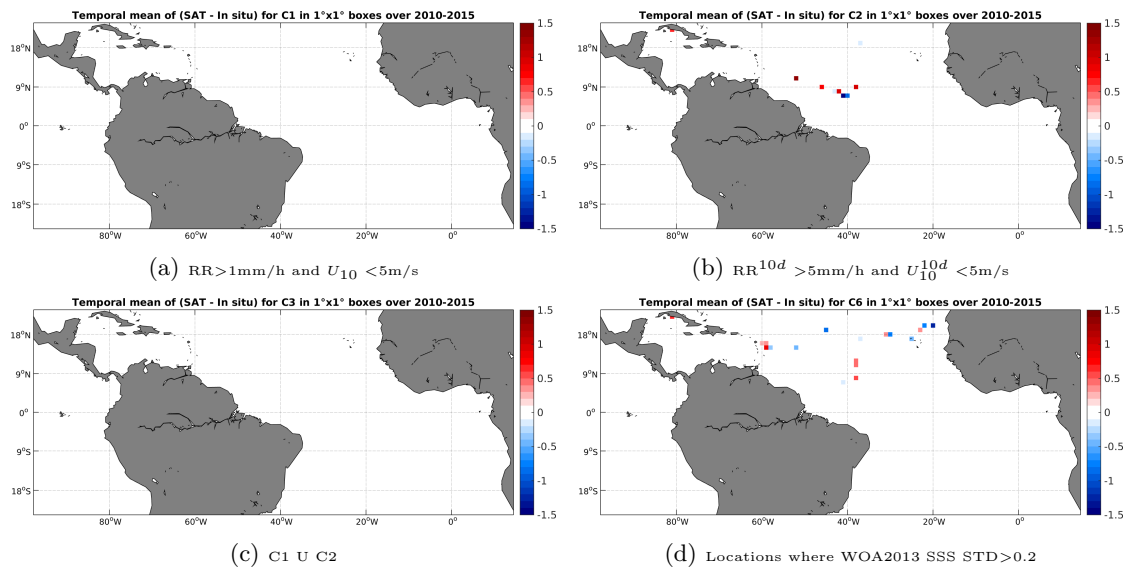 Temporal mean of (SAT - In situ) for C1 in 1°x1° boxes over 2010-2015
18°N
9°N
0°
9°S
18°S
80°W
60°W
40°W
20°W
0°
1.5
1
0.5
0
-0.5
-1
-1.5
(a) RR>1mm/h and U10 <5m/s
Temporal mean of (SAT - In situ) for C2 in 1°x1° boxes over 2010-2015
18°N
9°N
0°
9°S
18°S
80°W
60°W
40°W
20°W
0°
1.5
1
0.5
0
-0.5
-1
-1.5
(b) RR^10d >5mm/h and U10^10d <5m/s
Temporal mean of (SAT - In situ) for C3 in 1°x1° boxes over 2010-2015
18°N
9°N
0°
9°S
18°S
80°W
60°W
40°W
20°W
0°
1.5
1
0.5
0
-0.5
-1
-1.5
(c) C1 U C2
Temporal mean of (SAT - In situ) for C6 in 1°x1° boxes over 2010-2015
18°N
9°N
0°
9°S
18°S
80°W
60°W
40°W
20°W
0°
1.5
1
0.5
0
-0.5
-1
-1.5
(d) Locations where WOA2013 SSS STD>0.2